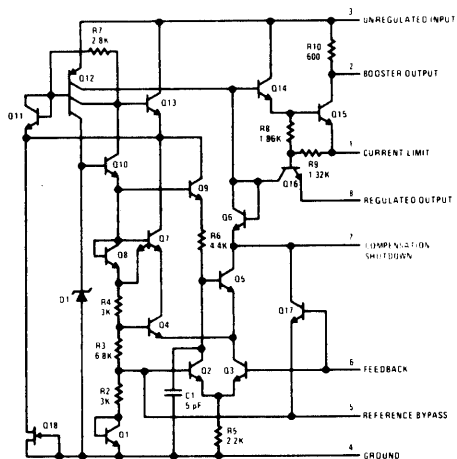 3 UNREGULATED INPUT
R7
2.8K
R10
600
Q12
2 BOOSTER OUTPUT
Q11
Q13
Q14
Q15
R8
1.86K
1 CURRENT LIMIT
R9
1.32K
Q10
Q9
Q16
8 REGULATED OUTPUT
Q6
R6
4.4K
Q7
7 COMPENSATION
SHUTDOWN
Q8
Q5
D1
R4
3K
Q4
Q17
R3
6.8K
Q2
Q3
6 FEEDBACK
R2
3K
C1
5 pF
5 REFERENCE BYPASS
Q18
Q1
R5
2.2K
4 GROUND